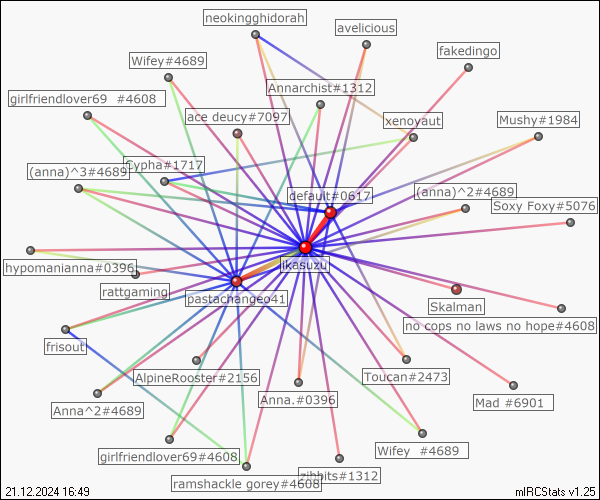 neokingghidorah
avelicious
fakedingo
Wifey#4689
Annarchist#1312
girlfriendlover69  #4608
ace deucy#7097
xenoyaut
Mushy#1984
(anna)^3#4689
Cypha#1717
default#0617
(anna)^2#4689
Soxy Foxy#5076
hypomanianna#0396
ikasuzu
rattgaming
pastachangeo41
Skalman
no cops no laws no hope#4608
frisout
AlpineRooster#2156
Toucan#2473
Anna^2#4689
Anna.#0396
Mad #6901
girlfriendlover69#4608
Wifey  #4689
ramshackle gorey#4608
zibbits#1312
21.12.2024 16:49
mIRCStats v1.25